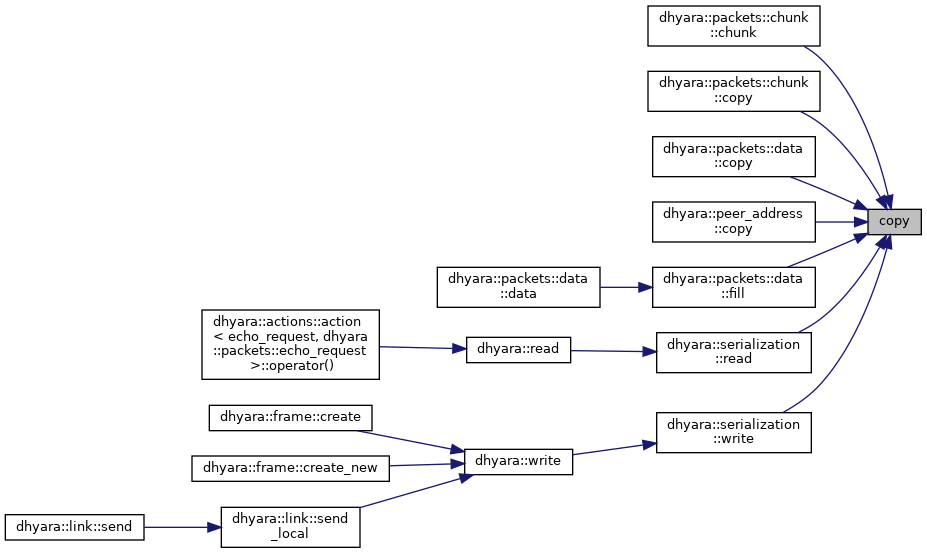 dhyara::packets::chunk
::chunk
dhyara::packets::chunk
::copy
dhyara::packets::data
::copy
dhyara::peer_address
::copy
copy
dhyara::packets::data
::data
dhyara::packets::data
::fill
dhyara::actions::action
< echo_request, dhyara
::packets::echo_request
>::operator()
dhyara::read
dhyara::serialization
::read
dhyara::frame::create
dhyara::serialization
::write
dhyara::frame::create_new
dhyara::write
dhyara::link::send
dhyara::link::send
_local